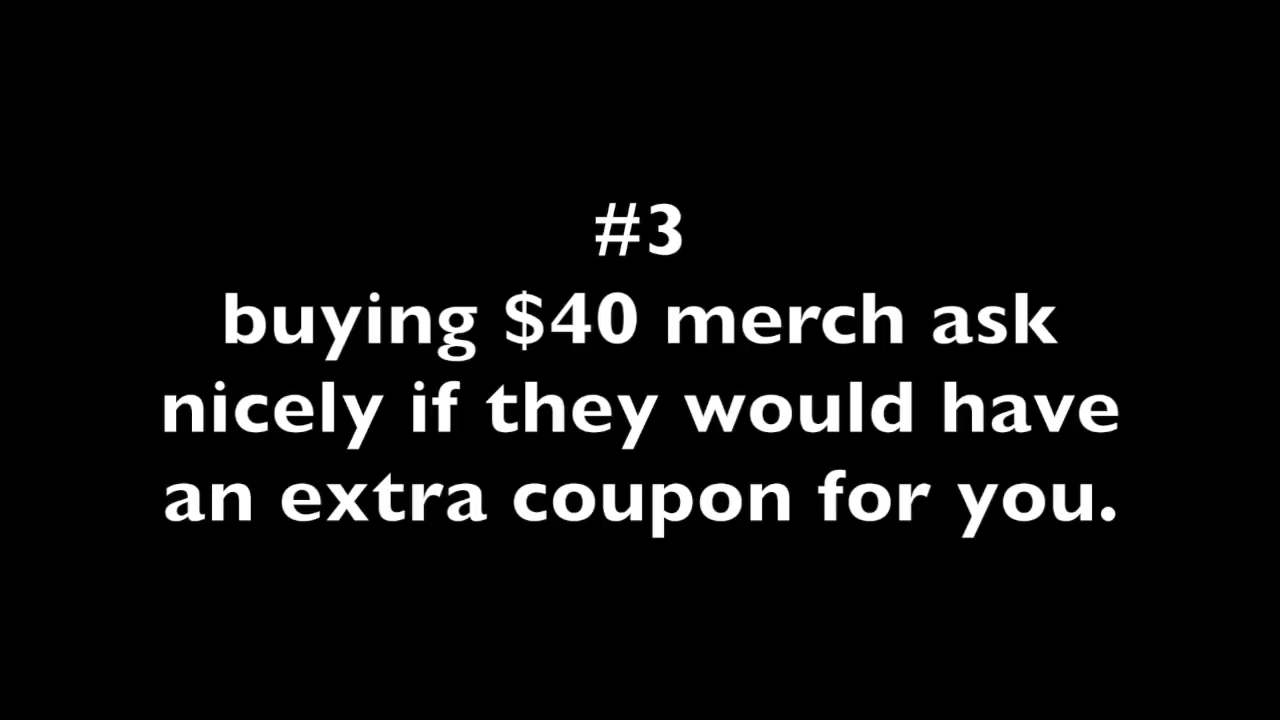 #3
buying $40 merch ask
nicely if they would have
an extra coupon for you.